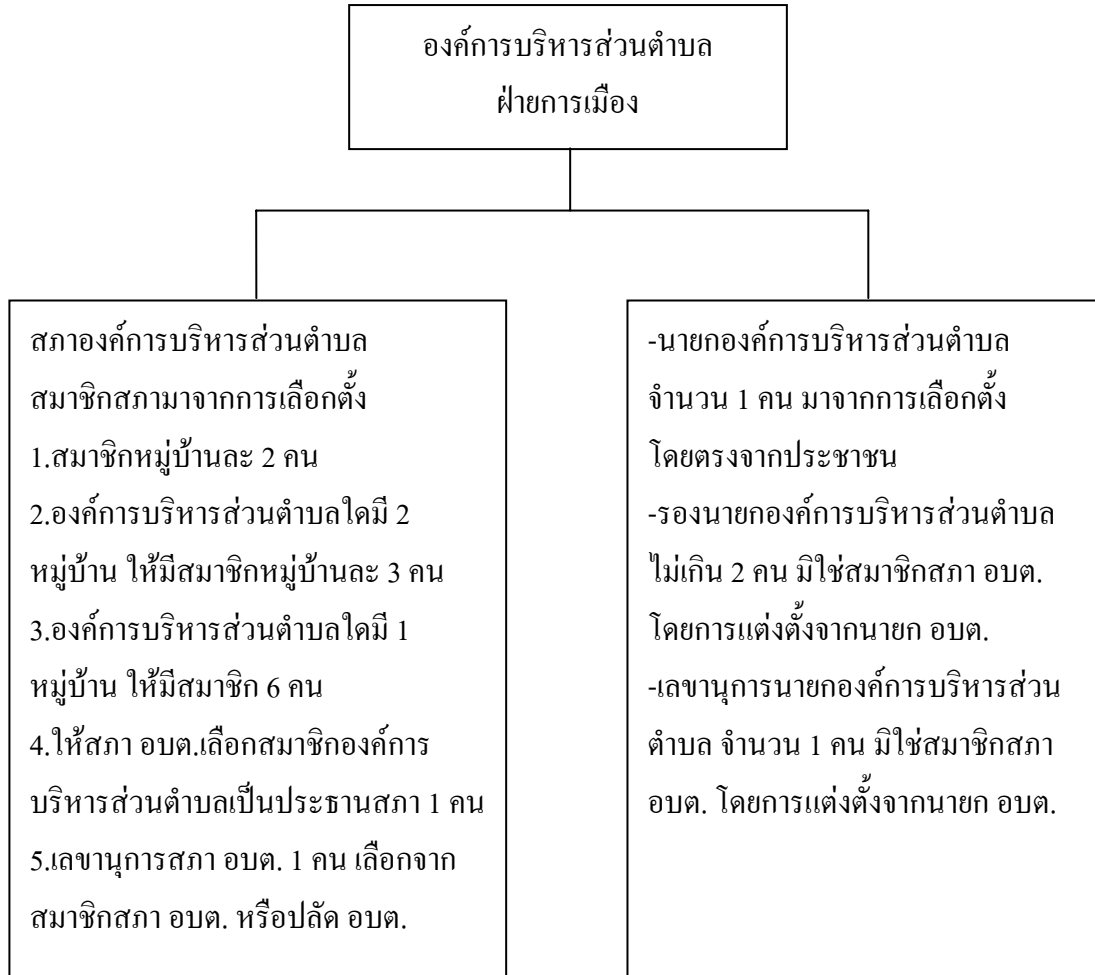 องค์การบริหารส่วนตำบล
ฝ่ายการเมือง
สภาองค์การบริหารส่วนตำบล
สมาชิกสภามาจากการเลือกตั้ง
1.สมาชิกหมู่บ้านละ 2 คน
2.องค์การบริหารส่วนตำบลใดมี 2
หมู่บ้าน ให้มีสมาชิกหมู่บ้านละ 3 คน
3.องค์การบริหารส่วนตำบลใดมี 1
หมู่บ้าน ให้มีสมาชิก 6 คน
4.ให้สภา อบต.เลือกสมาชิกองค์การ
บริหารส่วนตำบลเป็นประธานสภา 1 คน
5.เลขานุการสภา อบต. 1 คน เลือกจาก
สมาชิกสภา อบต. หรือปลัด อบต.
-นายกองค์การบริหารส่วนตำบล
จำนวน 1 คน มาจากการเลือกตั้ง
โดยตรงจากประชาชน
-รองนายกองค์การบริหารส่วนตำบล
ไม่เกิน 2 คน มิใช่สมาชิกสภา อบต.
โดยการแต่งตั้งจากนายก อบต.
-เลขานุการนายกองค์การบริหารส่วน
ตำบล จำนวน 1 คน มิใช่สมาชิกสภา
อบต. โดยการแต่งตั้งจากนายก อบต.